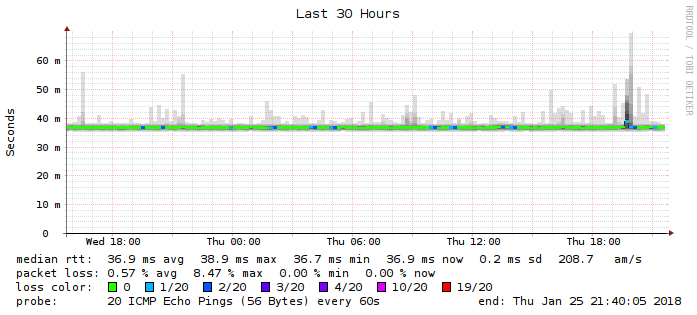 Last 30 Hours
RRDTOOL / TOBI OETIKER
Seconds
60 m
50 m
40 m
30 m
20 m
10 m
0
Wed 18:00 Thu 00:00 Thu 06:00 Thu 12:00 Thu 18:00
median rtt: 36.9 ms avg 38.9 ms max 36.7 ms min 36.9 ms now 0.2 ms sd 208.7 am/s
packet loss: 0.57 % avg 8.47 % max 0.00 % min 0.00 % now
loss color: 0 1/20 2/20 3/20 4/20 10/20 19/20
probe: 20 ICMP Echo Pings (56 Bytes) every 60s end: Thu Jan 25 21:40:05 2018